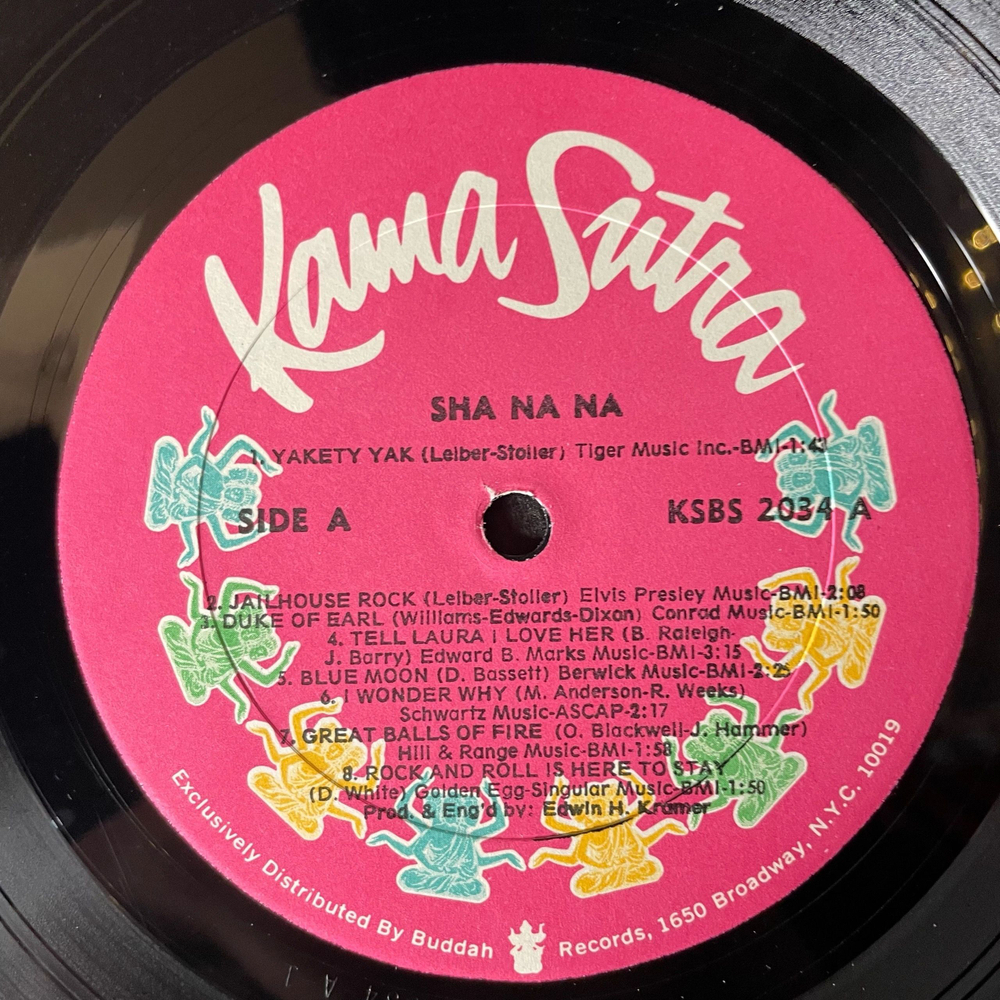 Kama Sutra
SHA NA NA
1. YAKETY YAK (Leiber-Stoller) Tiger Music Inc.-BMI-1:43
SIDE A
KSBS 2034 A
2. JAILHOUSE ROCK (Leiber-Stoller) Elvis Presley Music-BMI-2:08
3. DUKE OF EARL (Williams-Edwards-Dixan) Conrad Music-BMI-1:50
4. TELL LAURA I LOVE HER (B. Raleigh-
J. Barry) Edward B. Marks Music-BMI-3:15
5. BLUE MOON (D. Bassett) Berwick Music-BMI-2:25
6. I WONDER WHY (M. Anderson-R. Weeks)
Schwartz Music-ASCAP-2:17
7. GREAT BALLS OF FIRE (O. Blackwell-J. Hammer)
Hill & Range Music-BMI-1:58
8. ROCK AND ROLL IS HERE TO STAY
(D. White) Golden Egg-Singular Music-BMI-1:50
Prod. & Eng'd by: Edwin H. Kramer
Exclusively Distributed By Buddah Records, 1650 Broadway, N.Y.C. 10019